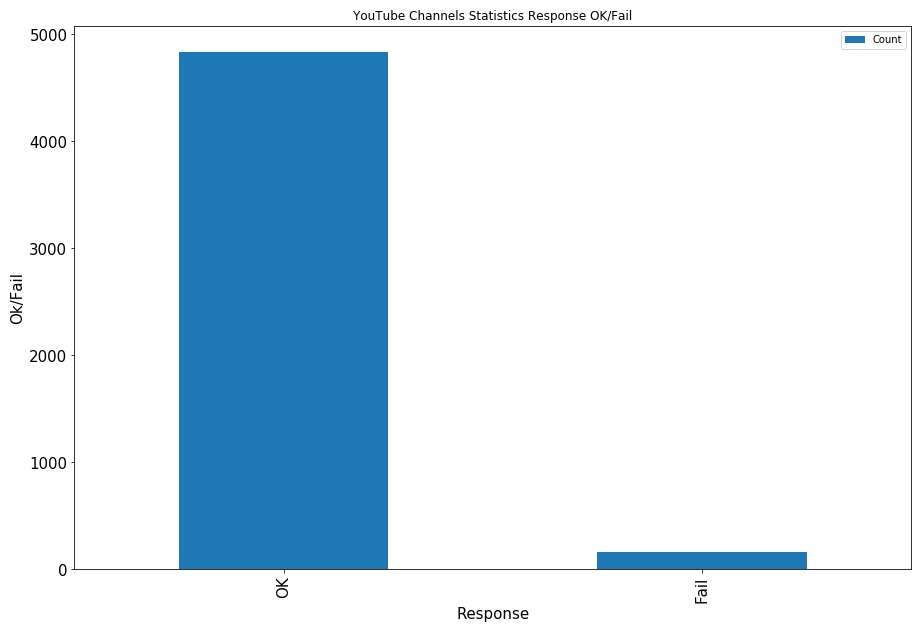 YouTube Channels Statistics Response OK/Fail
Count
5000
4000
3000
2000
1000
0
Ok/Fail
OK
Fail
Response